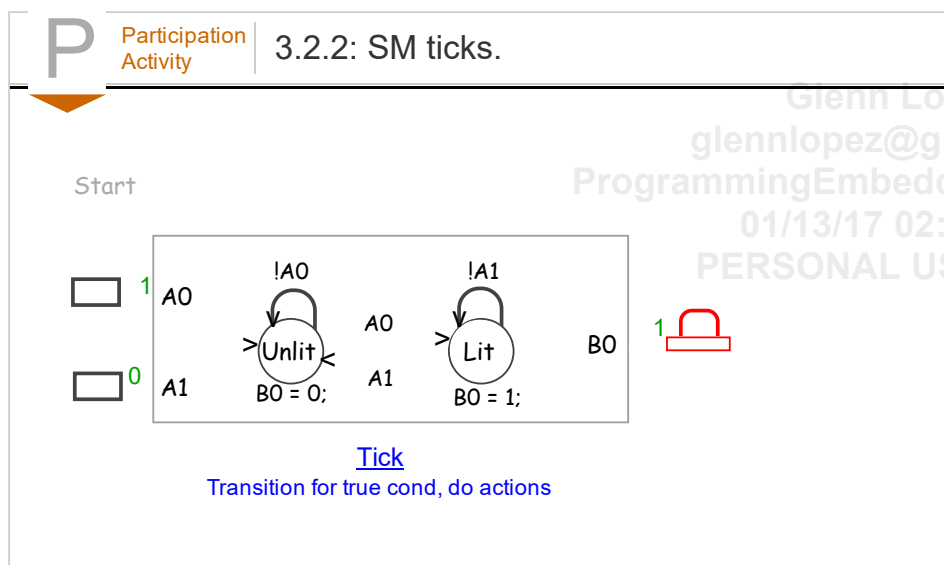 P
Participation
Activity
3.2.2: SM ticks.
Glenn Lo
glennlopez@g
ProgrammingEmbedd
01/13/17 02:
PERSONAL US
Start
!A0
!A1
1
A0
A0
Unlit
Lit
B0
1
0
A1
A1
B0 = 0;
B0 = 1;
Tick
Transition for true cond, do actions